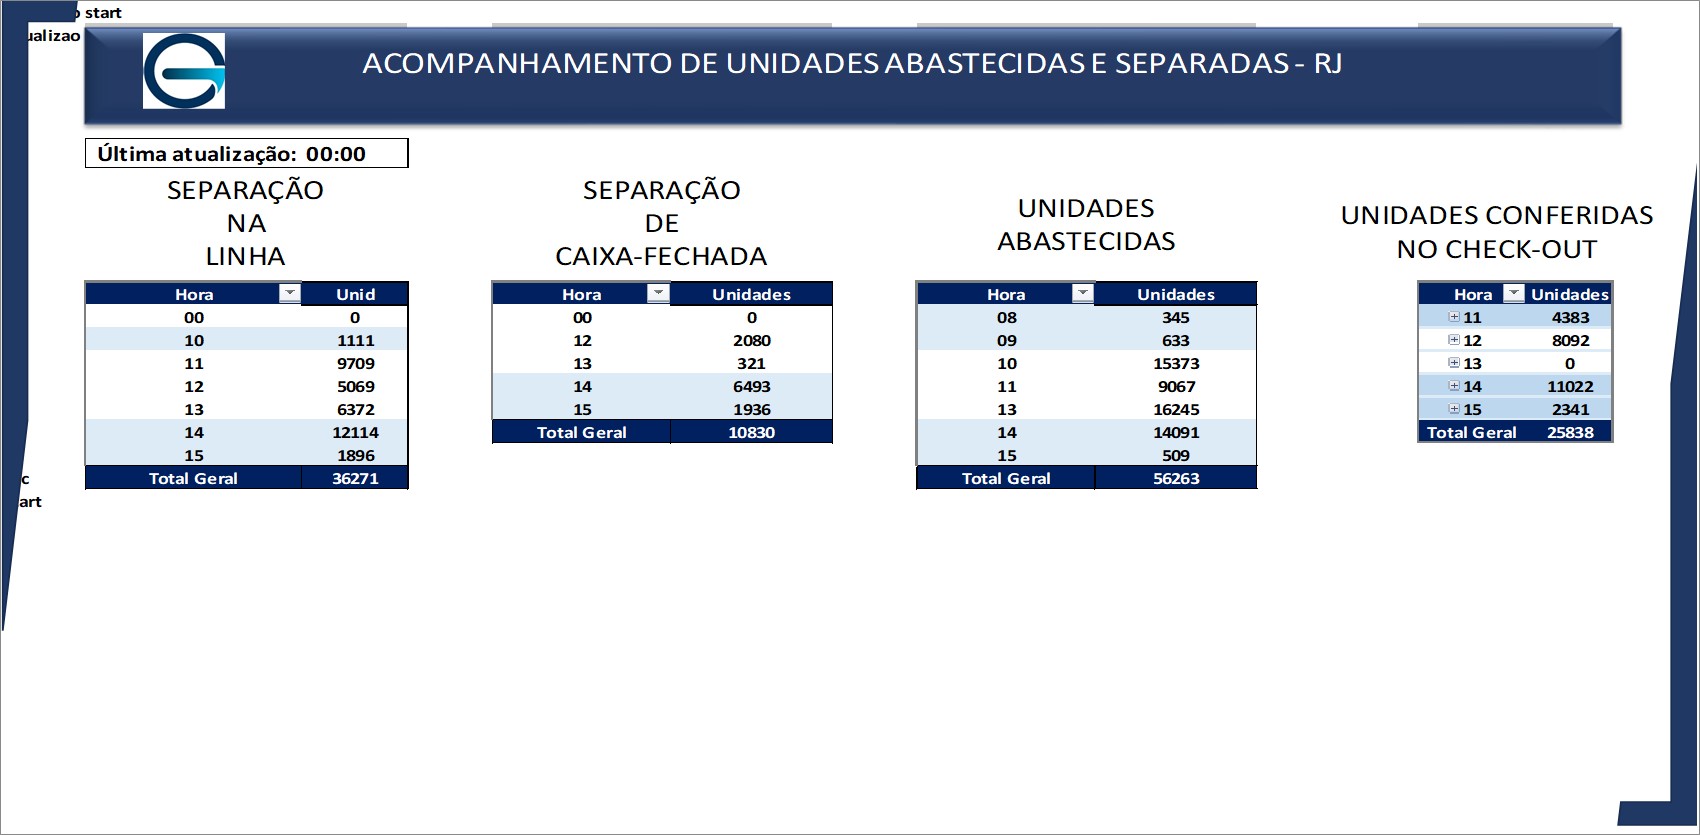 start
ualizao
ACOMPANHAMENTO DE UNIDADES ABASTECIDAS E SEPARADAS - RJ
Última atualização: 00:00
SEPARAÇÃO
NA
LINHA
Hora Unid
00 0
10 1111
11 9709
12 5069
13 6372
14 12114
15 1896
Total Geral 36271
SEPARAÇÃO
DE
CAIXA-FECHADA
Hora Unidades
00 0
12 2080
13 321
14 6493
15 1936
Total Geral 10830
UNIDADES
ABASTECIDAS
Hora Unidades
08 345
09 633
10 15373
11 9067
13 16245
14 14091
15 509
Total Geral 56263
UNIDADES CONFERIDAS
NO CHECK-OUT
Hora Unidades
11 4383
12 8092
13 0
14 11022
15 2341
Total Geral 25838
c
art